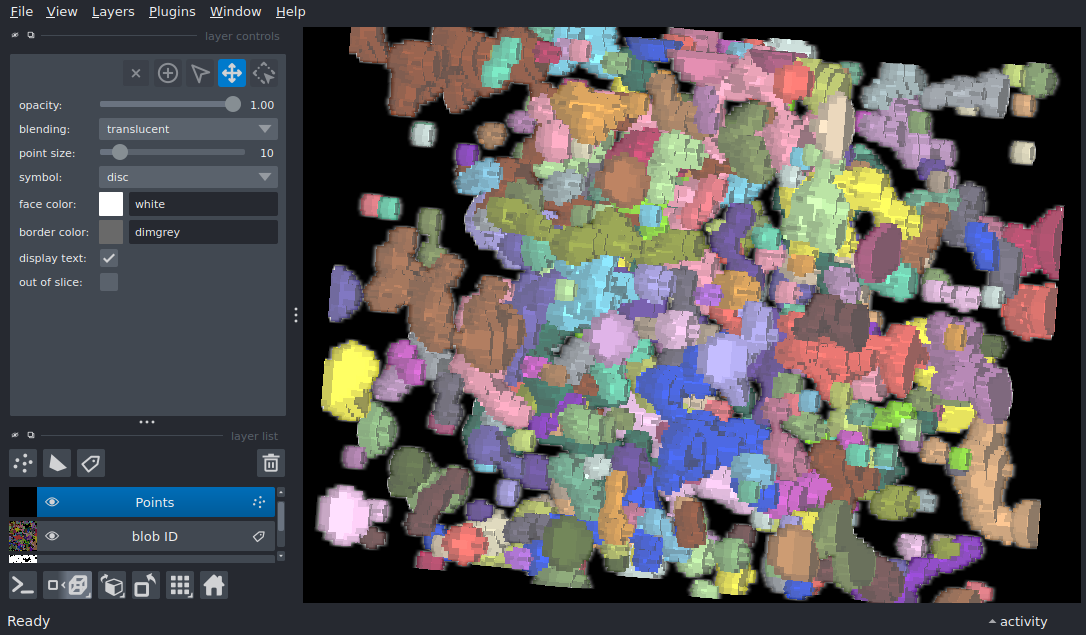 File View Layers Plugins Window Help
layer controls
opacity: 1.00
blending: translucent
point size: 10
symbol: disc
face color: white
border color: dimgrey
display text:
out of slice:
layer list
Points
blob ID
Ready
activity